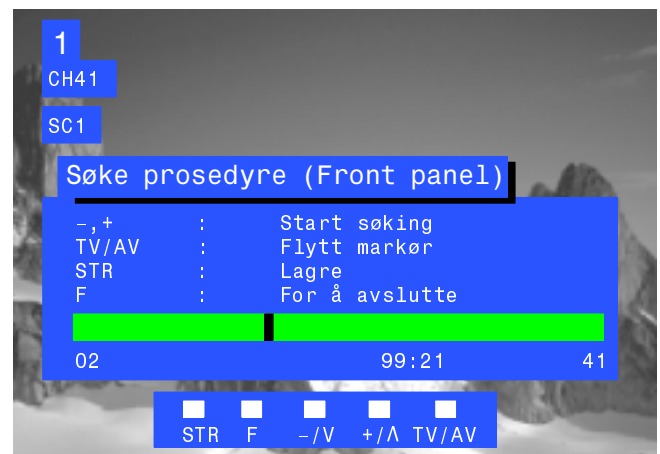 1
CH41
SC1
Søke prosedyre (Front panel)
–,+ : Start søking
TV/AV : Flytt markør
STR : Lagre
F : For å avslutte
02 99:21 41
STR F –/V +/Λ TV/AV